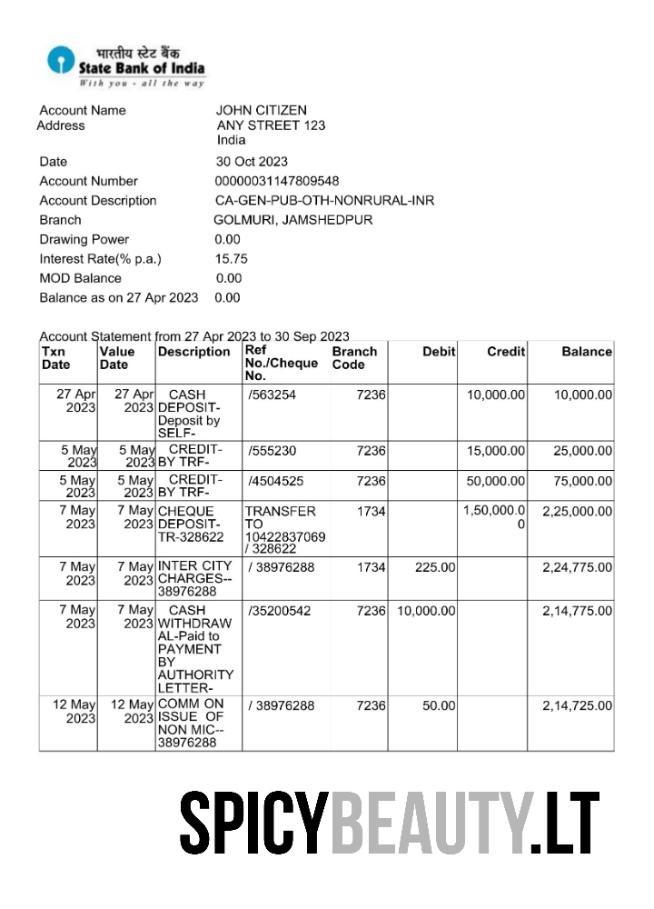 भारतीय स्टेट बैंक
State Bank of India
With you - all the way
Account Name JOHN CITIZEN
Address ANY STREET 123
India
Date 30 Oct 2023
Account Number 00000031147809548
Account Description CA-GEN-PUB-OTH-NONRURAL-INR
Branch GOLMURI, JAMSHEDPUR
Drawing Power 0.00
Interest Rate(% p.a.) 15.75
MOD Balance 0.00
Balance as on 27 Apr 2023 0.00
Account Statement from 27 Apr 2023 to 30 Sep 2023
Txn Value Description Ref Branch Debit Credit Balance
Date Date No./Cheque Code
No.
27 Apr 27 Apr CASH /563254 7236 10,000.00 10,000.00
2023 2023 DEPOSIT-
Deposit by
SELF-
5 May 5 May CREDIT- /555230 7236 15,000.00 25,000.00
2023 2023 BY TRF-
5 May 5 May CREDIT- /4504525 7236 50,000.00 75,000.00
2023 2023 BY TRF-
7 May 7 May CHEQUE TRANSFER 1734 1,50,000.0 2,25,000.00
2023 2023 DEPOSIT- TO 0
TR-328622 10422837069
/ 328622
7 May 7 May INTER CITY / 38976288 1734 225.00 2,24,775.00
2023 2023 CHARGES--
38976288
7 May 7 May CASH /35200542 7236 10,000.00 2,14,775.00
2023 2023 WITHDRAW
AL-Paid to
PAYMENT
BY
AUTHORITY
LETTER-
12 May 12 May COMM ON / 38976288 7236 50.00 2,14,725.00
2023 2023 ISSUE OF
NON MIC--
38976288
SPICYBEAUTY.LT